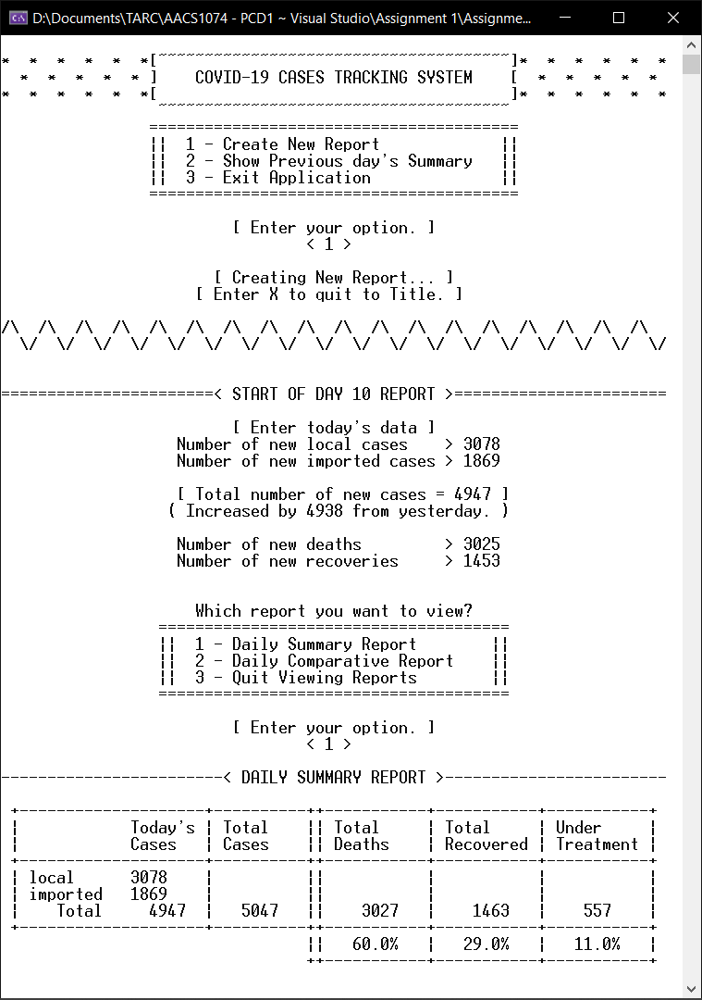 D:\Documents\TARC\AACS1074 - PCD1 ~ Visual Studio\Assignment 1\Assignme...
* * * * * *[~~~~~~~~~~~~~~~~~~~~~~~~~~~~~~~~~~~~~~]* * * * * *
* * * * * ]    COVID-19 CASES TRACKING SYSTEM    [ * * * * *
* * * * * *[______________________________________]* * * * * *
========================================
||  1 - Create New Report             ||
||  2 - Show Previous day's Summary   ||
||  3 - Exit Application              ||
========================================
[ Enter your option. ]
< 1 >
[ Creating New Report... ]
[ Enter X to quit to Title. ]
/\  /\  /\  /\  /\  /\  /\  /\  /\  /\  /\  /\  /\  /\  /\  /\  /\  /\
  \/  \/  \/  \/  \/  \/  \/  \/  \/  \/  \/  \/  \/  \/  \/  \/  \/  \/
=======================< START OF DAY 10 REPORT >=======================
[ Enter today's data ]
Number of new local cases    > 3078
Number of new imported cases > 1869
[ Total number of new cases = 4947 ]
( Increased by 4938 from yesterday. )
Number of new deaths         > 3025
Number of new recoveries     > 1453
Which report you want to view?
======================================
||  1 - Daily Summary Report        ||
||  2 - Daily Comparative Report    ||
||  3 - Quit Viewing Reports        ||
======================================
[ Enter your option. ]
< 1 >
------------------------< DAILY SUMMARY REPORT >------------------------
+--------------------+----------++-----------+-----------+-----------+
|            Today's | Total    || Total     | Total     | Under     |
|            Cases   | Cases    || Deaths    | Recovered | Treatment |
+--------------------+----------++-----------+-----------+-----------+
| local      3078    |          ||           |           |           |
| imported   1869    |          ||           |           |           |
|    Total     4947  |   5047   ||    3027   |    1463   |    557    |
+--------------------+----------++-----------+-----------+-----------+
||   60.0%   |   29.0%   |   11.0%   |
++-----------+-----------+-----------+